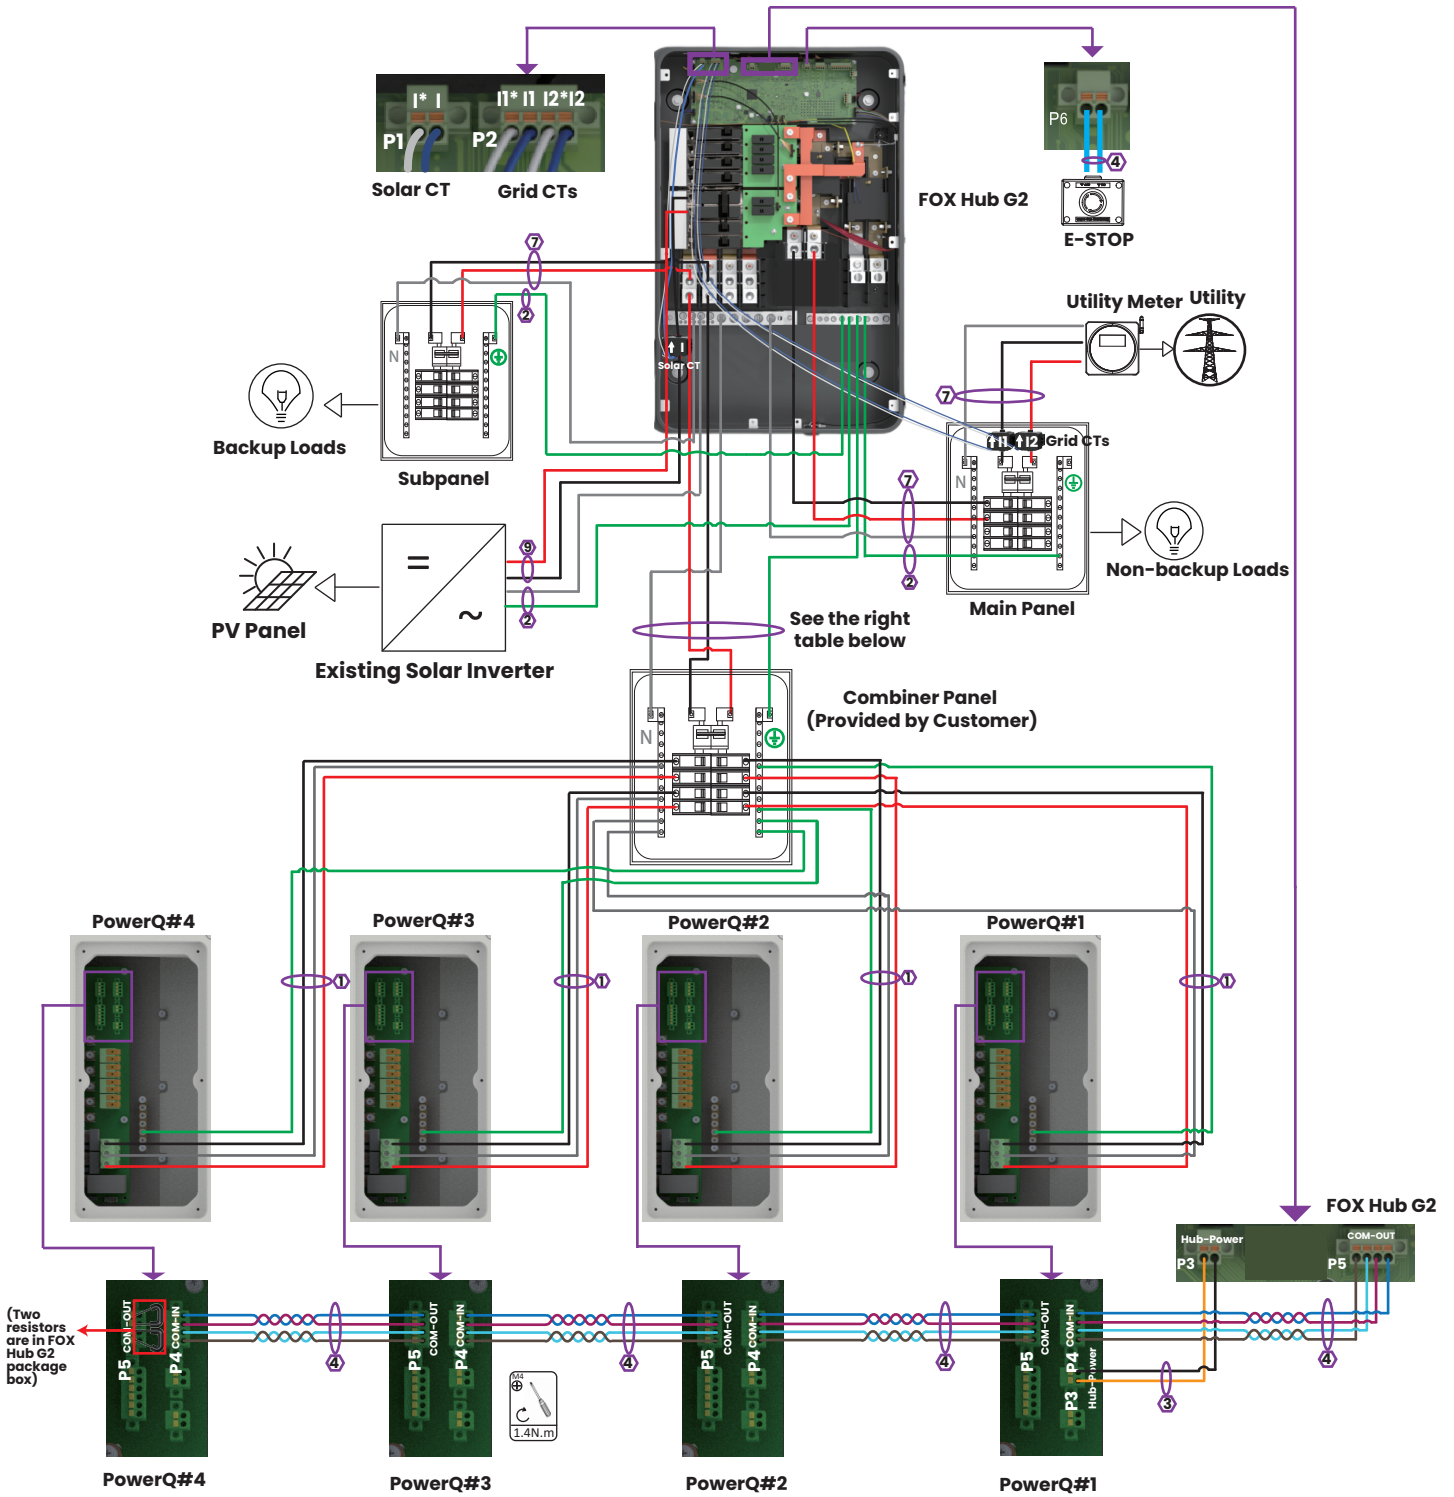 I* I
I1* I1 I2*I2
P1
P2
Solar CT
Grid CTs
P6
4
FOX Hub G2
E-STOP
7
2
N
Backup Loads
Subpanel
I
Solar CT
Utility Meter
Utility
7
I1
I2
Grid CTs
N
7
2
Non-backup Loads
Main Panel
=
~
9
2
PV Panel
Existing Solar Inverter
See the right
table below
Combiner Panel
(Provided by Customer)
N
PowerQ#4
PowerQ#3
PowerQ#2
PowerQ#1
1
1
1
1
FOX Hub G2
Hub-Power
COM-OUT
P3
P5
(Two
resistors
are in FOX
Hub G2
package
box)
COM-OUT
COM-IN
P5
P4
4
COM-OUT
COM-IN
P5
P4
4
COM-OUT
COM-IN
P5
P4
4
COM-OUT
COM-IN
P5
P4
P3
Hub-Power
4
3
M4
1.4N.m
PowerQ#4
PowerQ#3
PowerQ#2
PowerQ#1